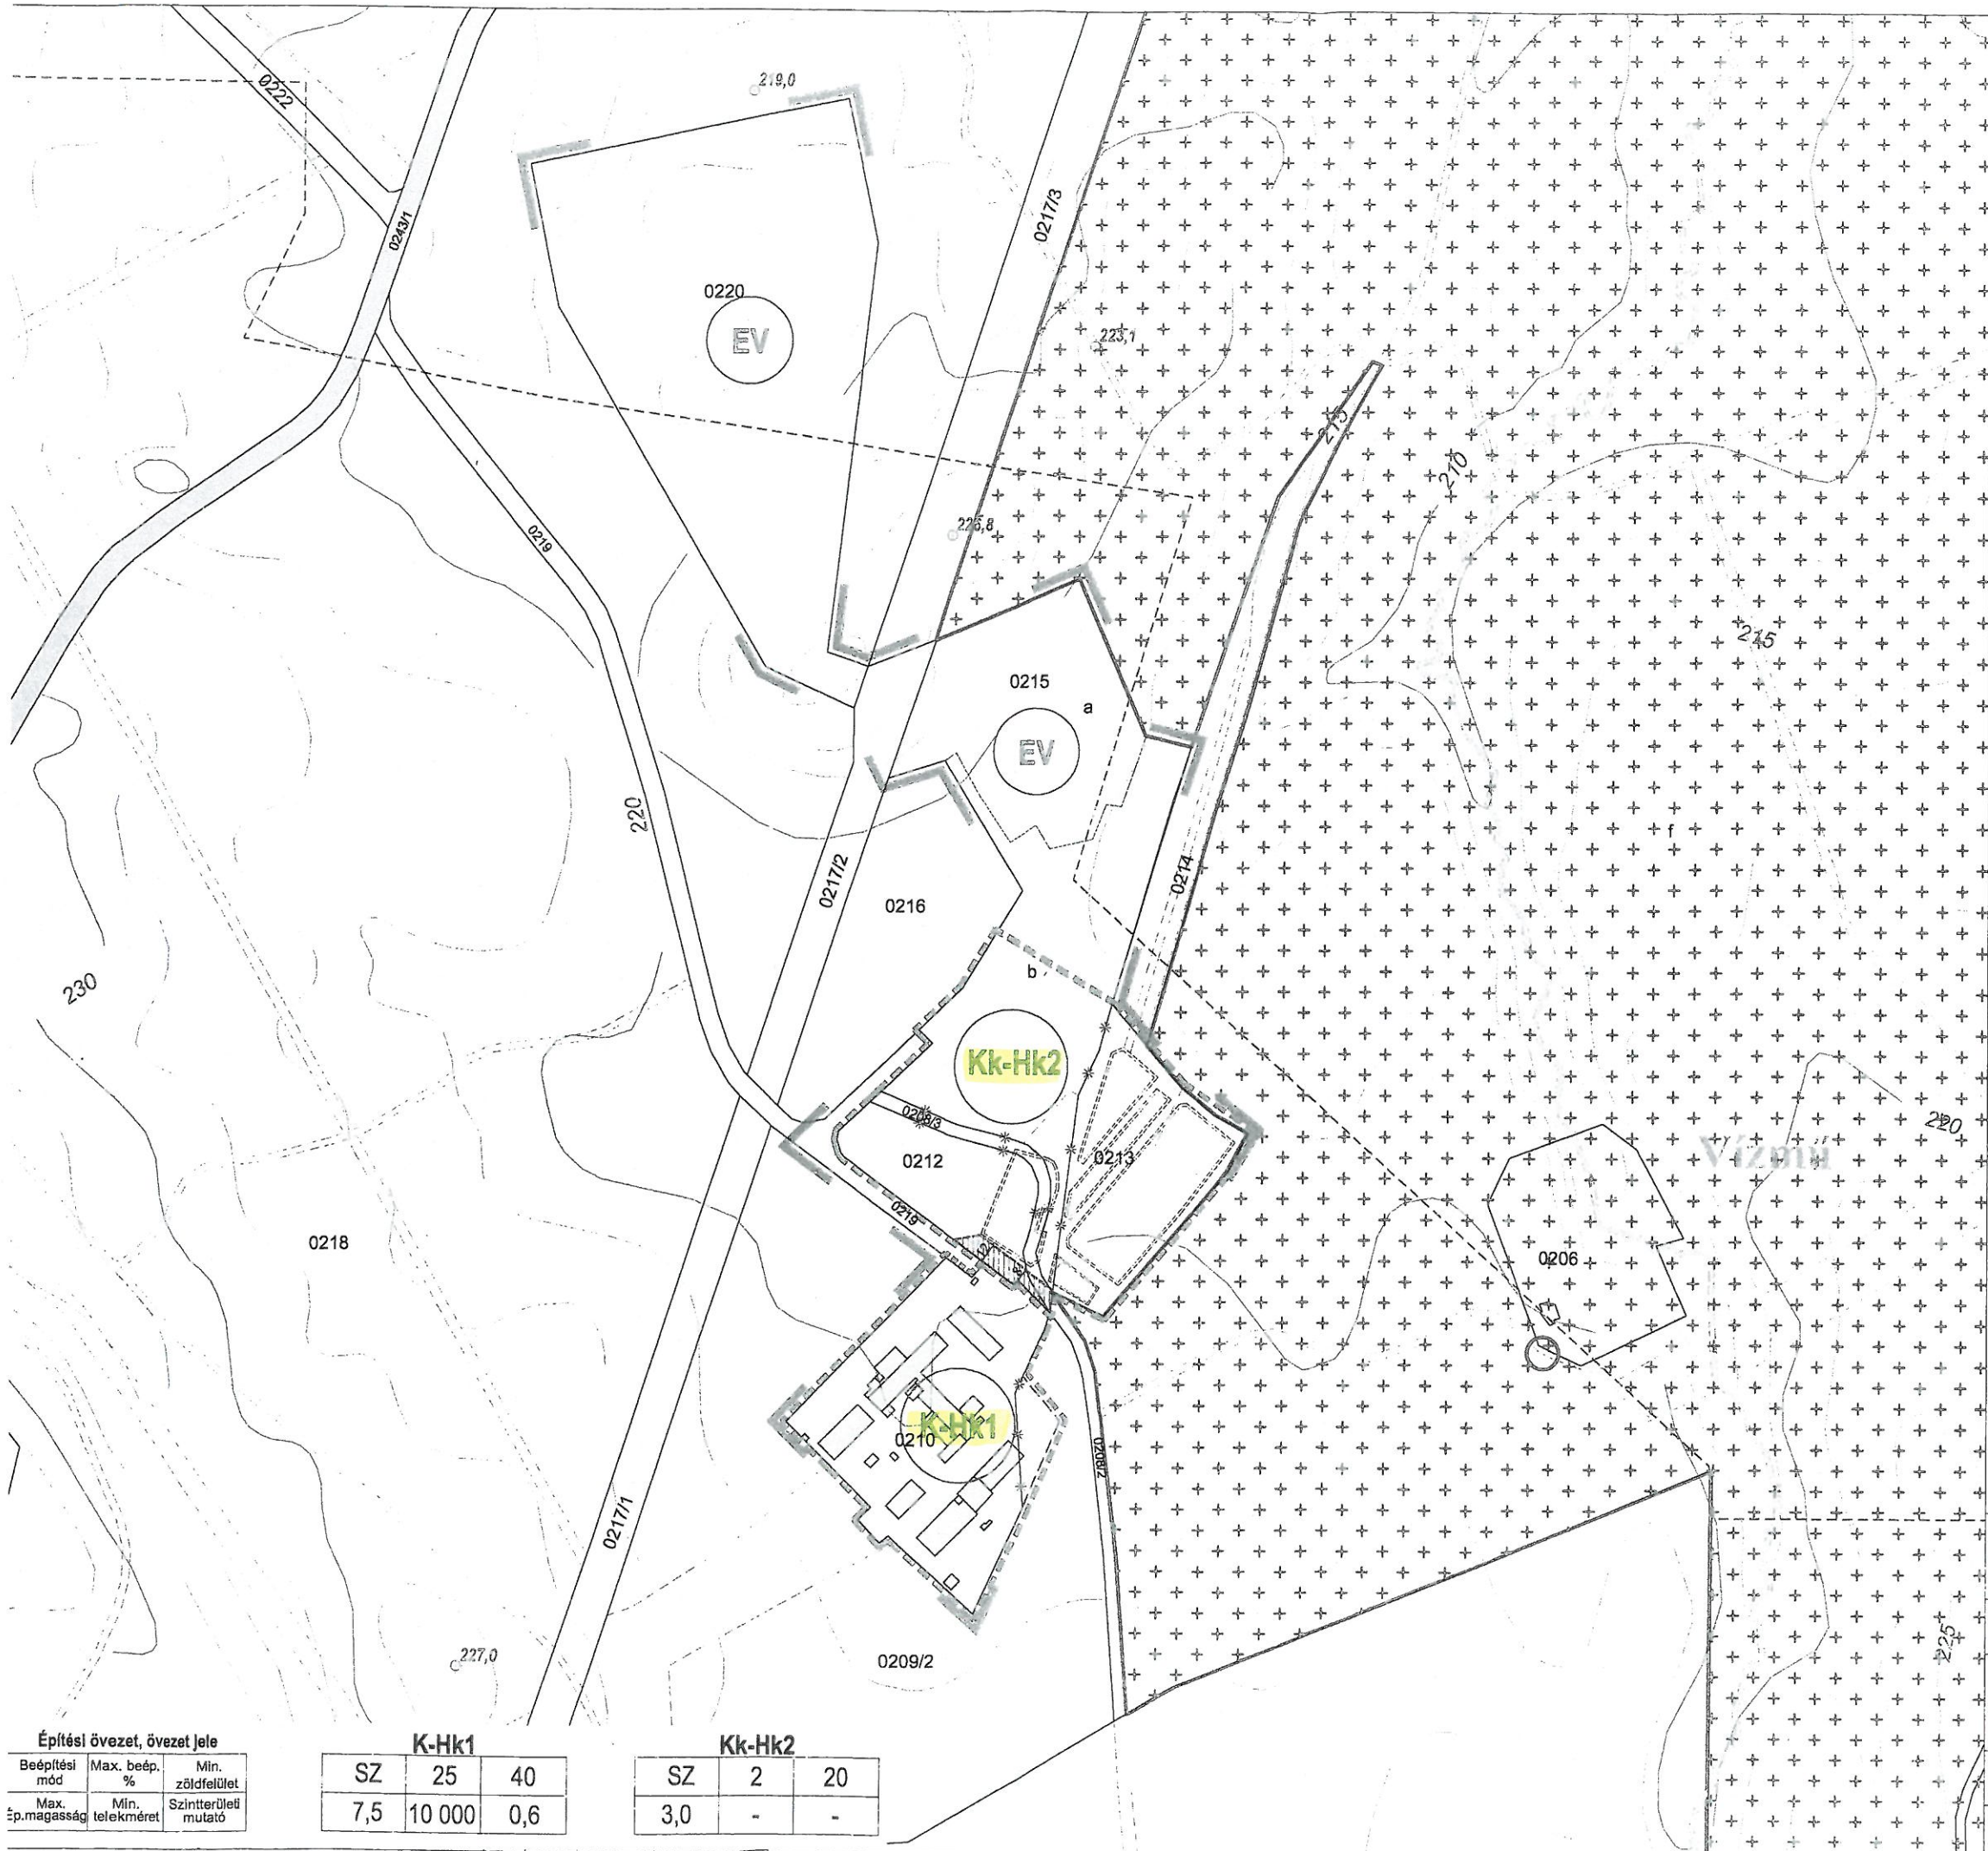 0222
219,0
0243/1
0217/3
0220
EV
223,1
215
210
226,8
0219
215
0215
a
EV
f
220
0217/2
0214
0216
230
b
Kk-Hk2
0208/3
0212
0213
220
Vízmű
0219
0218
0206
K-Hk1
0210
0208/2
0217/1
227,0
0209/2
225
Építési övezet, övezet jele
Beépítési mód
Max. beép. %
Min. zöldfelület
Max. Ép.magasság
Min. telekméret
Szintterületi mutató
K-Hk1
SZ 25 40
7,5 10 000 0,6
Kk-Hk2
SZ 2 20
3,0 - -